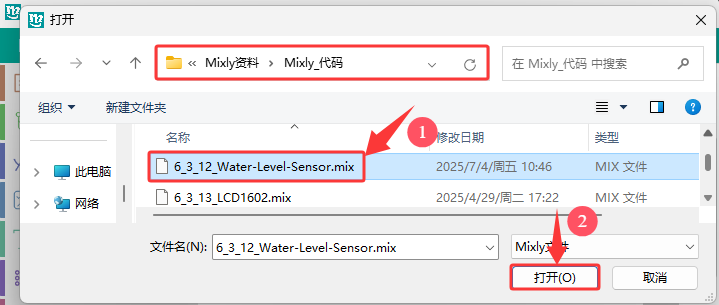 打开
« Mixly资料 > Mixly_代码
在 Mixly_代码 中搜索
组织 新建文件夹
名称 修改日期 类型
此电脑
6_3_12_Water-Level-Sensor.mix 2025/7/4/周五 10:46 MIX 文件
网络
6_3_13_LCD1602.mix 2025/4/29/周二 17:22 MIX 文件
1
2
文件名(N): 6_3_12_Water-Level-Sensor.mix Mixly文件
打开(O) 取消